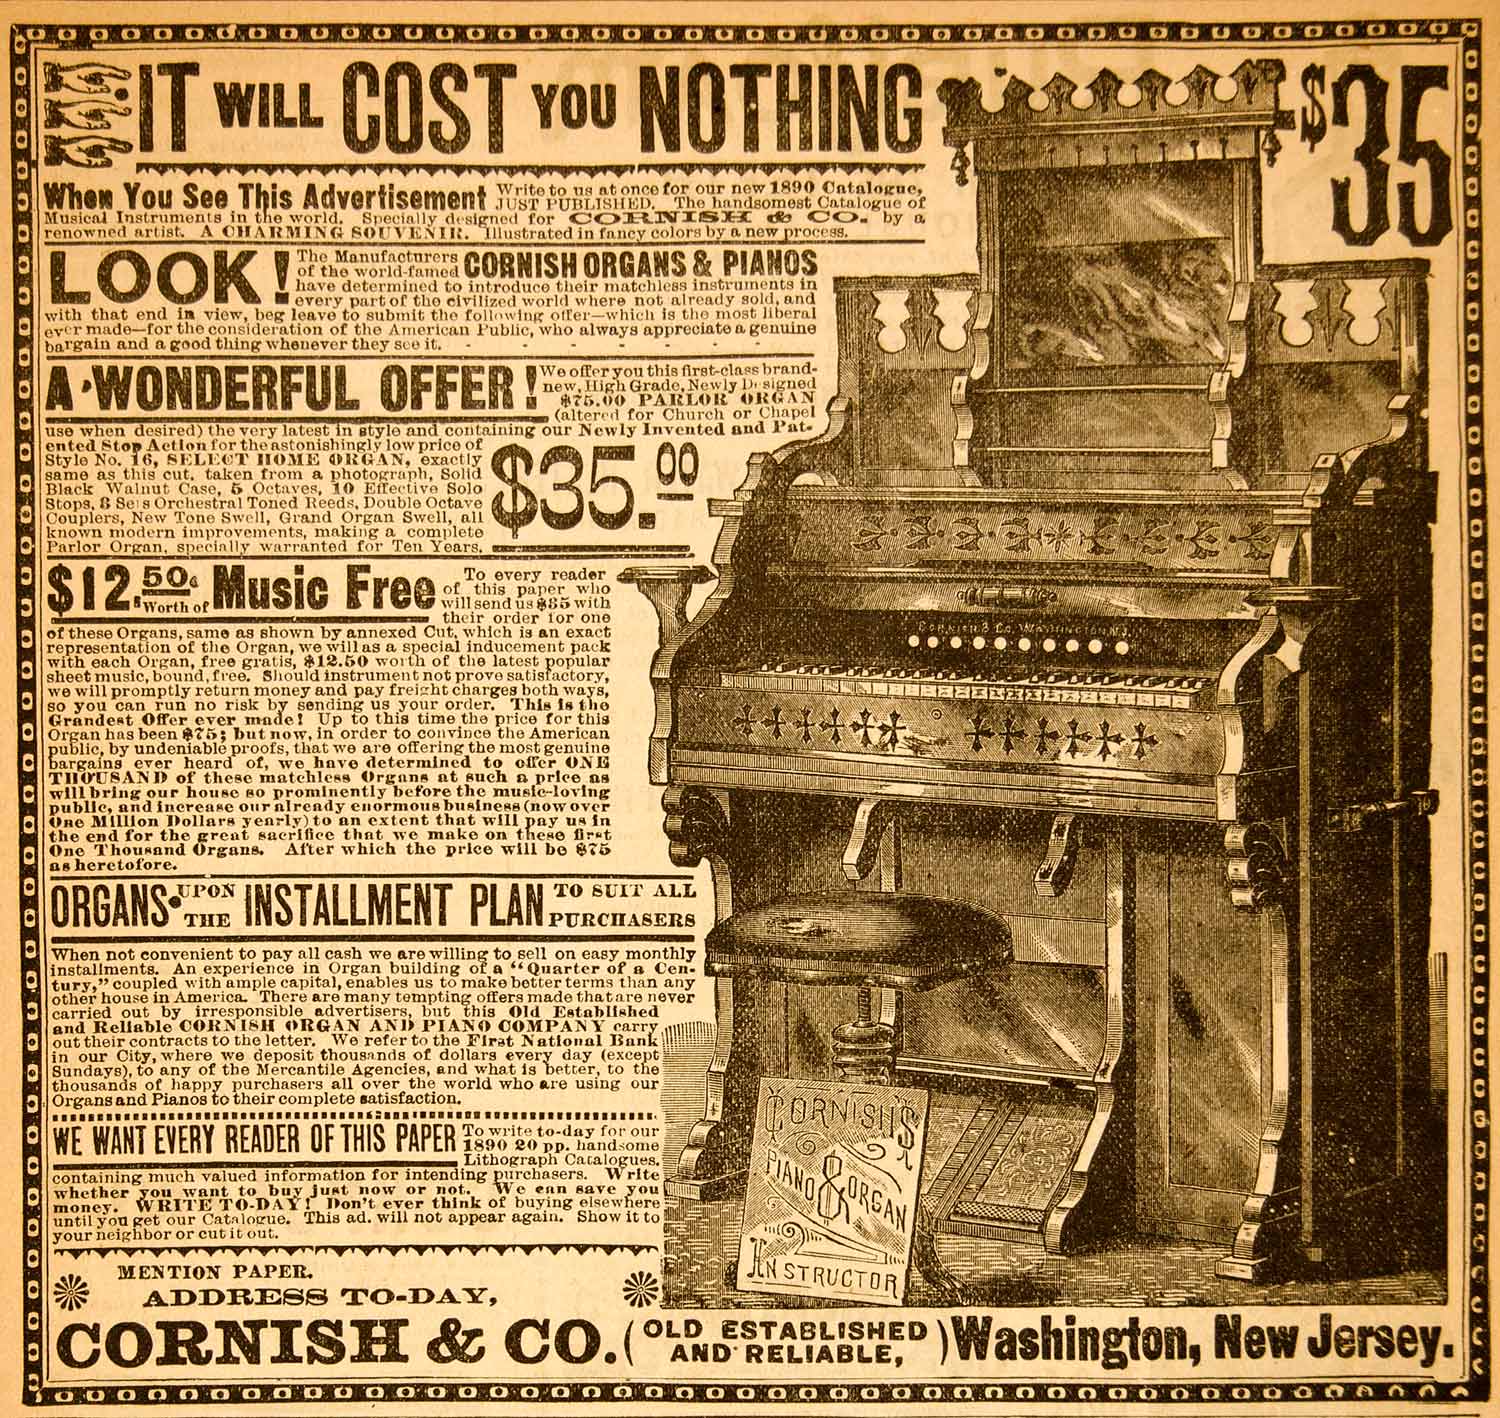 IT WILL COST YOU NOTHING
$35
When You See This Advertisement Write to us at once for our new 1890 Catalogue,
JUST PUBLISHED. The handsomest Catalogue of
Musical Instruments in the world. Specially designed for CORNISH & CO. by a
renowned artist. A CHARMING SOUVENIR. Illustrated in fancy colors by a new process.
LOOK! The Manufacturers
of the world-famed CORNISH ORGANS & PIANOS
have determined to introduce their matchless instruments in
every part of the civilized world where not already sold, and
with that end in view, beg leave to submit the following offer—which is the most liberal
ever made—for the consideration of the American Public, who always appreciate a genuine
bargain and a good thing whenever they see it.
A WONDERFUL OFFER! We offer you this first-class brand-
new, High Grade, Newly Designed
$75.00 PARLOR ORGAN
(altered for Church or Chapel
use when desired) the very latest in style and containing our Newly Invented and Pat-
ented Stop Action for the astonishingly low price of
Style No. 16, SELECT HOME ORGAN, exactly
same as this cut, taken from a photograph, Solid
Black Walnut Case, 5 Octaves, 10 Effective Solo
Stops, 8 Sets Orchestral Toned Reeds, Double Octave
Couplers, New Tone Swell, Grand Organ Swell, all
known modern improvements, making a complete
Parlor Organ, specially warranted for Ten Years.
$35.00
$12.50c Worth of Music Free To every reader
of this paper who
will send us $35 with
their order for one
of these Organs, same as shown by annexed Cut, which is an exact
representation of the Organ, we will as a special inducement pack
with each Organ, free gratis, $12.50 worth of the latest popular
sheet music, bound, free. Should instrument not prove satisfactory,
we will promptly return money and pay freight charges both ways,
so you can run no risk by sending us your order. This is the
Grandest Offer ever made! Up to this time the price for this
Organ has been $75; but now, in order to convince the American
public, by undeniable proofs, that we are offering the most genuine
bargains ever heard of, we have determined to offer ONE
THOUSAND of these matchless Organs at such a price as
will bring our house so prominently before the music-loving
public, and increase our already enormous business (now over
One Million Dollars yearly) to an extent that will pay us in
the end for the great sacrifice that we make on these first
One Thousand Organs. After which the price will be $75
as heretofore.
ORGANS UPON THE INSTALLMENT PLAN TO SUIT ALL PURCHASERS
When not convenient to pay all cash we are willing to sell on easy monthly
installments. An experience in Organ building of a "Quarter of a Cen-
tury," coupled with ample capital, enables us to make better terms than any
other house in America. There are many tempting offers made that are never
carried out by irresponsible advertisers, but this Old Established
and Reliable CORNISH ORGAN AND PIANO COMPANY carry
out their contracts to the letter. We refer to the First National Bank
in our City, where we deposit thousands of dollars every day (except
Sundays), to any of the Mercantile Agencies, and what is better, to the
thousands of happy purchasers all over the world who are using our
Organs and Pianos to their complete satisfaction.
WE WANT EVERY READER OF THIS PAPER To write to-day for our
1890 20 pp. handsome
Lithograph Catalogues,
containing much valued information for intending purchasers. Write
whether you want to buy just now or not. We can save you
money. WRITE TO-DAY! Don't ever think of buying elsewhere
until you get our Catalogue. This ad. will not appear again. Show it to
your neighbor or cut it out.
MENTION PAPER.
ADDRESS TO-DAY,
CORNISH & CO. (OLD ESTABLISHED AND RELIABLE,) Washington, New Jersey.
CORNISH & CO. WASHINGTON N.J.
CORNISH'S
PIANO & ORGAN
INSTRUCTOR